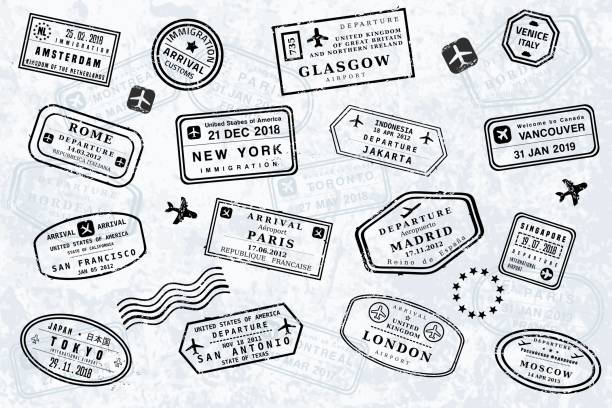 NL
25.02.2018
IMMIGRATION
AMSTERDAM
KINGDOM OF THE NETHERLANDS
IMMIGRATION
ARRIVAL
CUSTOMS
735
DEPARTURE
UNITED KINGDOM
OF GREAT BRITAIN
AND NORTHERN IRELAND
GLASGOW
AIRPORT
VENICE
ITALY
ROME
DEPARTURE
14.03.2012
REPUBBLICA ITALIANA
United States of America
21 DEC 2018
NEW YORK
IMMIGRATION
INDONESIA
18 APR 2012
DEPARTURE
JAKARTA
Welcome to Canada
VANCOUVER
31 JAN 2019
ARRIVAL ARRIVAL
UNITED STATES OF AMERICA
STATE OF CALIFORNIA
SAN FRANCISCO
JAN 05 2012
ARRIVAL
Aéroport
PARIS
17.06.2012
REPUBLIQUE FRANCAISE
DEPARTURE
Aeropuerto
MADRID
17.11.2012
Reino de España
SINGAPORE
19.07.2018
DEPARTURE
INTERNATIONAL
AIRPORT
JAPAN • 日本国
TOKYO
INTERNATIONAL AIRPORTS
29.11.2018
UNITED STATES OF AMERICA
DEPARTURE
NOV 18 2011
SAN ANTONIO
STATE OF TEXAS
ARRIVAL
UNITED
KINGDOM
LONDON
AIRPORT
DEPARTURE
MOSCOW
14 APR 2015
MONTREAL
PARIS
TORONTO
27 MAY 2018